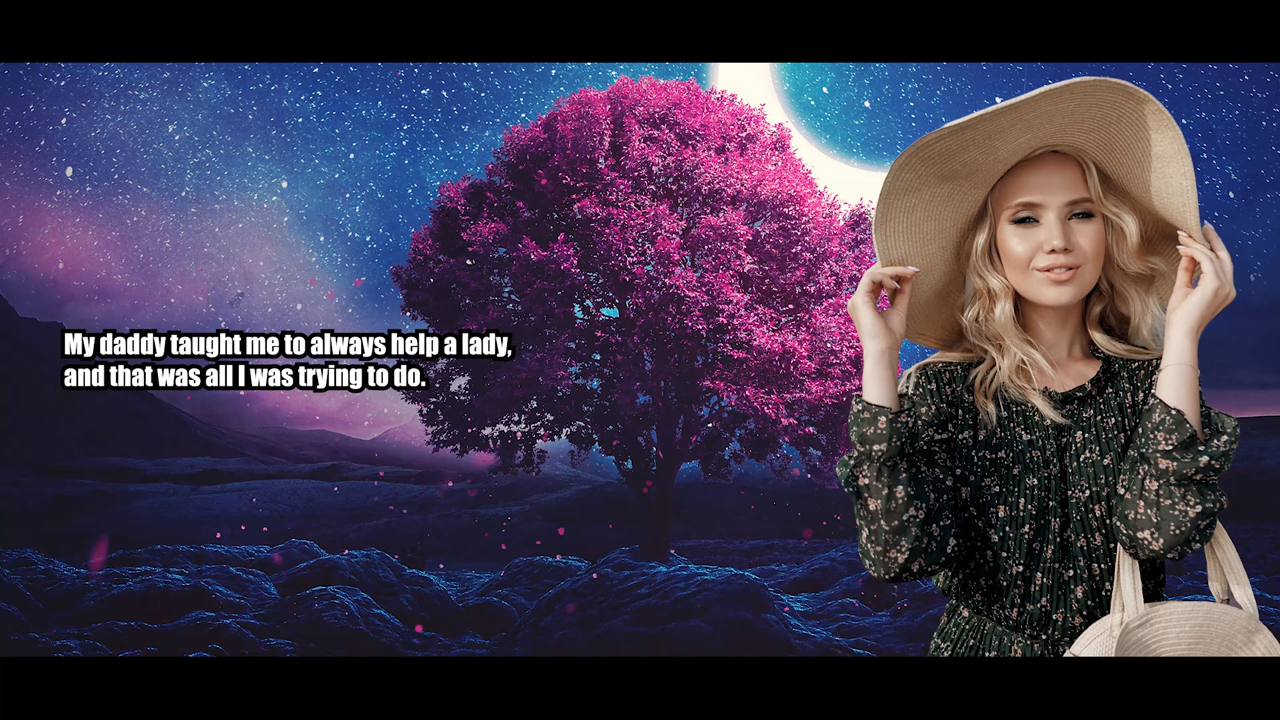 My daddy taught me to always help a lady,
and that was all I was trying to do.